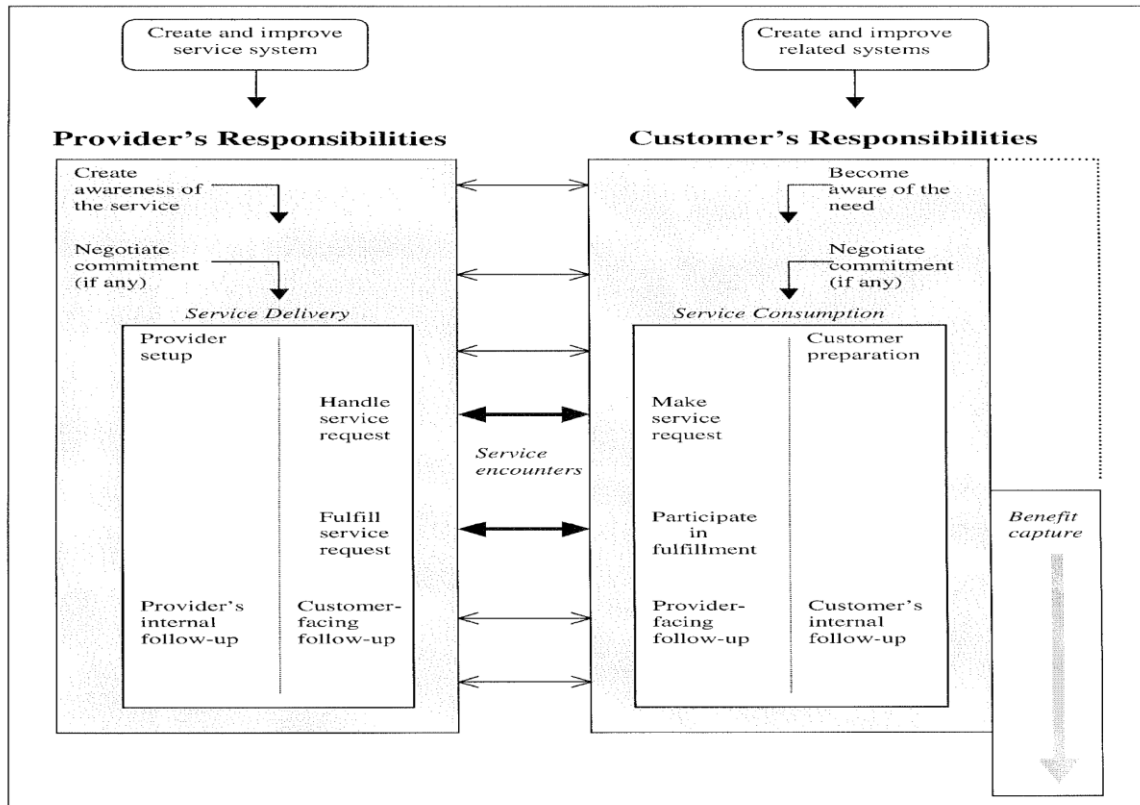 Create and improve
service system
Create and improve
related systems
Provider's Responsibilities
Customer's Responsibilities
Create
awareness of
the service
Become
aware of the
need
Negotiate
commitment
(if any)
Negotiate
commitment
(if any)
Service Delivery
Service Consumption
Provider
setup
Customer
preparation
Handle
service
request
Make
service
request
Service
encounters
Fulfill
service
request
Participate
in
fulfillment
Benefit
capture
Provider's
internal
follow-up
Customer-
facing
follow-up
Provider-
facing
follow-up
Customer's
internal
follow-up